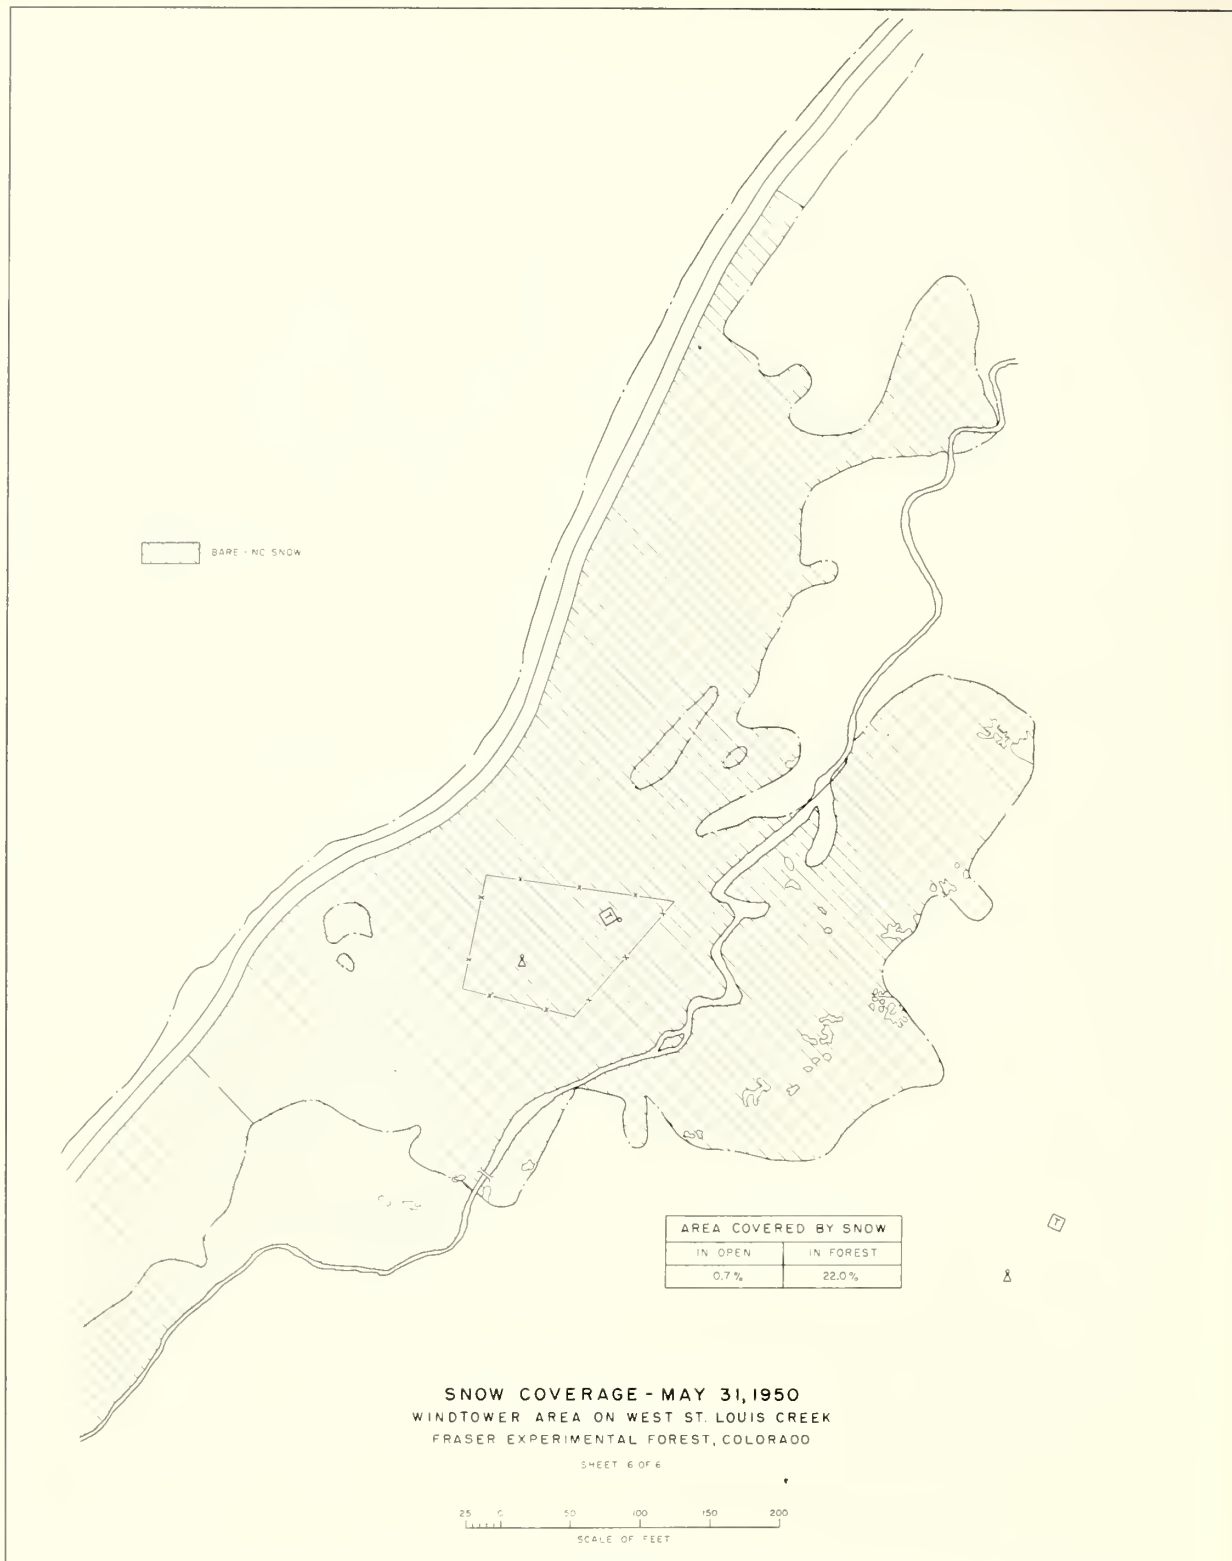 BARE - NC SNOW
T
AREA COVERED BY SNOW
IN OPEN IN FOREST
0.7% 22.0%
T
SNOW COVERAGE - MAY 31, 1950
WINDTOWER AREA ON WEST ST. LOUIS CREEK
FRASER EXPERIMENTAL FOREST, COLORADO
SHEET 6 OF 6
25 0 50 100 150 200
SCALE OF FEET